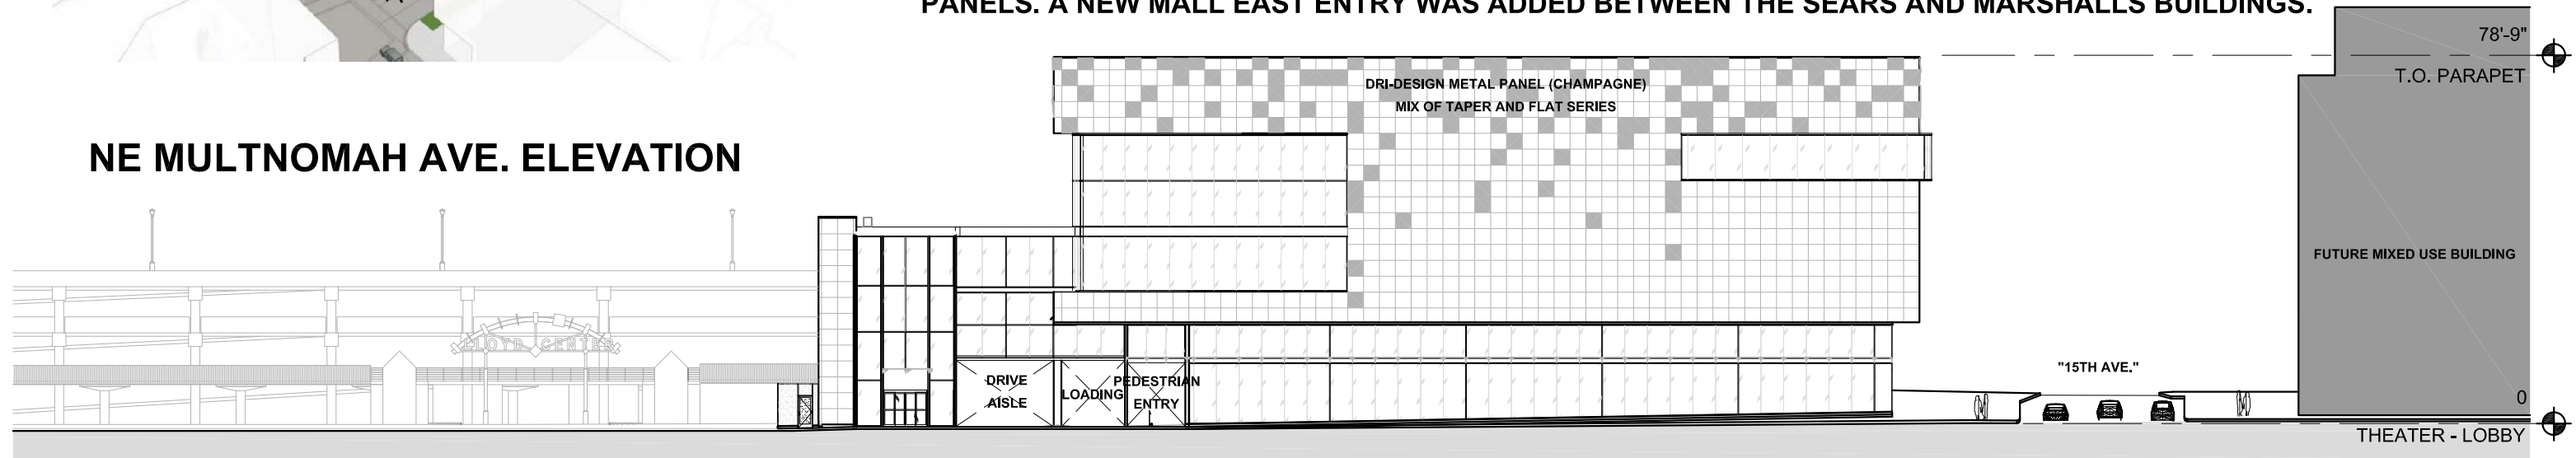 PANELS. A NEW MALL EAST ENTRY WAS ADDED BETWEEN THE SEARS AND MARSHALLS BUILDINGS.
78'-9"
T.O. PARAPET
DRI-DESIGN METAL PANEL (CHAMPAGNE)
MIX OF TAPER AND FLAT SERIES
NE MULTNOMAH AVE. ELEVATION
FUTURE MIXED USE BUILDING
LLOYD CENTER
"15TH AVE."
DRIVE
AISLE
LOADING
PEDESTRIAN
ENTRY
0
THEATER - LOBBY